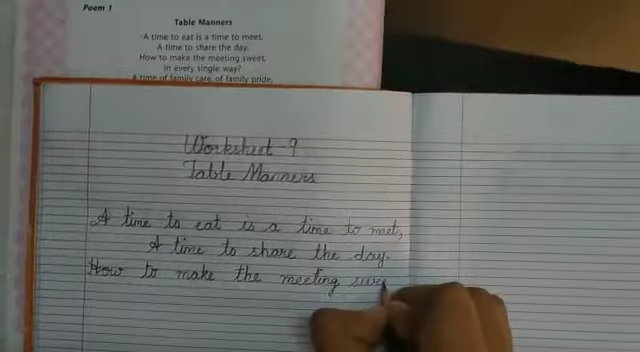 Poem 1
Table Manners
A time to eat is a time to meet.
A time to share the day.
How to make the meeting sweet.
In every single way?
A time of family care, of family pride,
Worksheet-9
Table Manners
A time to eat is a time to met,
A time to share the day.
How to make the meeting swe